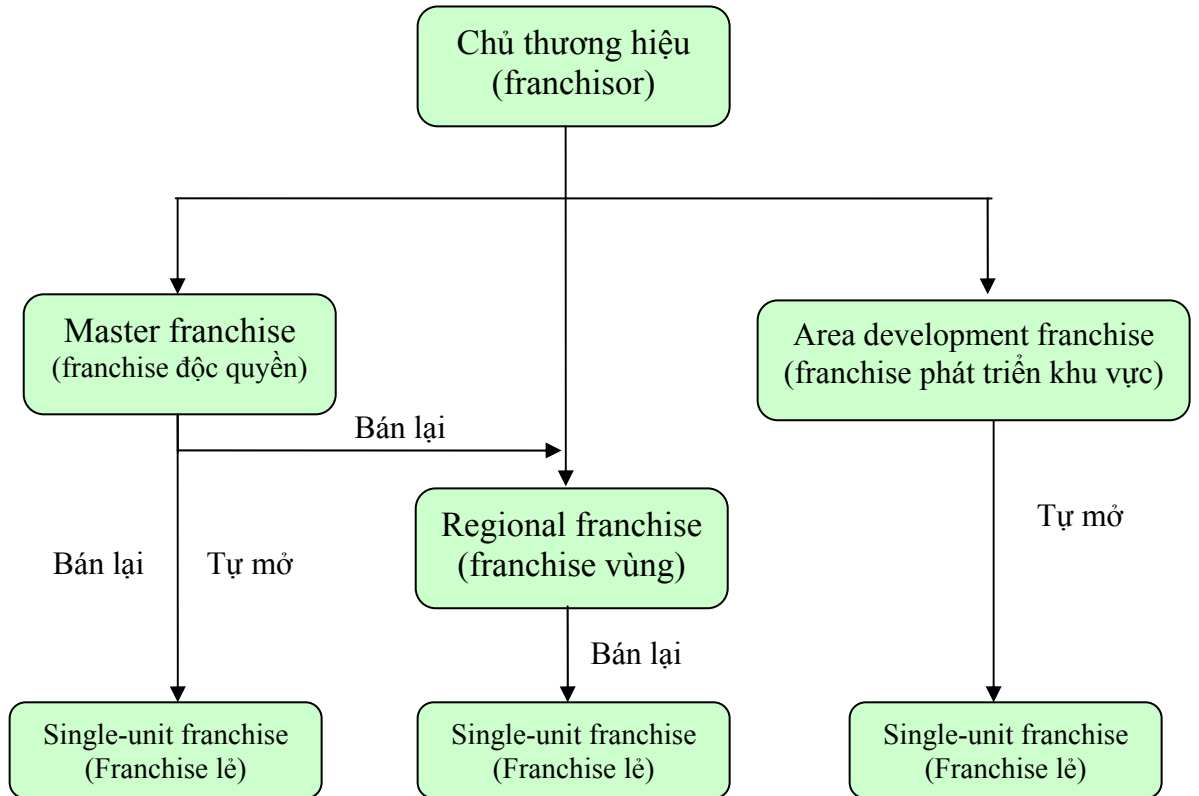 Chủ thương hiệu
(franchisor)
Master franchise
(franchise độc quyền)
Area development franchise
(franchise phát triển khu vực)
Bán lại
Regional franchise
(franchise vùng)
Tự mở
Bán lại
Tự mở
Bán lại
Single-unit franchise
(Franchise lẻ)
Single-unit franchise
(Franchise lẻ)
Single-unit franchise
(Franchise lẻ)